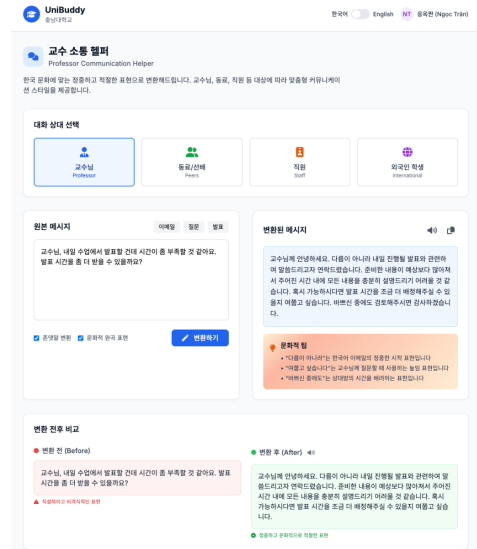 UniBuddy
충남대학교
한국어 English NT 응옥짠 (Ngọc Trân)
교수 소통 헬퍼
Professor Communication Helper
한국 문화에 맞는 정중하고 적절한 표현으로 변환해드립니다. 교수님, 동료, 직원 등 대상에 따라 맞춤형 커뮤니케이
션 스타일을 제공합니다.
대화 상대 선택
교수님
Professor
동료/선배
Peers
직원
Staff
외국인 학생
International
원본 메시지
이메일 질문 발표
교수님, 내일 수업에서 발표할 건데 시간이 좀 부족할 것 같아요.
발표 시간을 좀 더 받을 수 있을까요?
존댓말 변환 문화적 완곡 표현
변환하기
변환된 메시지
교수님께 안녕하세요. 다름이 아니라 내일 진행될 발표와 관련하
여 말씀드리고자 연락드렸습니다. 준비한 내용이 예상보다 많아져
서 주어진 시간 내에 모든 내용을 충분히 설명드리기 어려울 것 같
습니다. 혹시 가능하시다면 발표 시간을 조금 더 배정해주실 수 있
을지 여쭙고 싶습니다. 바쁘신 중에도 검토해주시면 감사하겠습니
다.
문화적 팁
• "다름이 아니라"는 한국어 이메일의 정중한 시작 표현입니다
• "여쭙고 싶습니다"는 교수님께 질문할 때 사용하는 높임 표현입니다
• "바쁘신 중에도"는 상대방의 시간을 배려하는 표현입니다
변환 전후 비교
변환 전 (Before)
교수님, 내일 수업에서 발표할 건데 시간이 좀 부족할 것 같아요. 발표
시간을 좀 더 받을 수 있을까요?
직설적이고 비격식적인 표현
변환 후 (After)
교수님께 안녕하세요. 다름이 아니라 내일 진행될 발표와 관련하여 말
씀드리고자 연락드렸습니다. 준비한 내용이 예상보다 많아져서 주어진
시간 내에 모든 내용을 충분히 설명드리기 어려울 것 같습니다. 혹시
가능하시다면 발표 시간을 조금 더 배정해주실 수 있을지 여쭙고 싶습
니다.
정중하고 문화적으로 적절한 표현